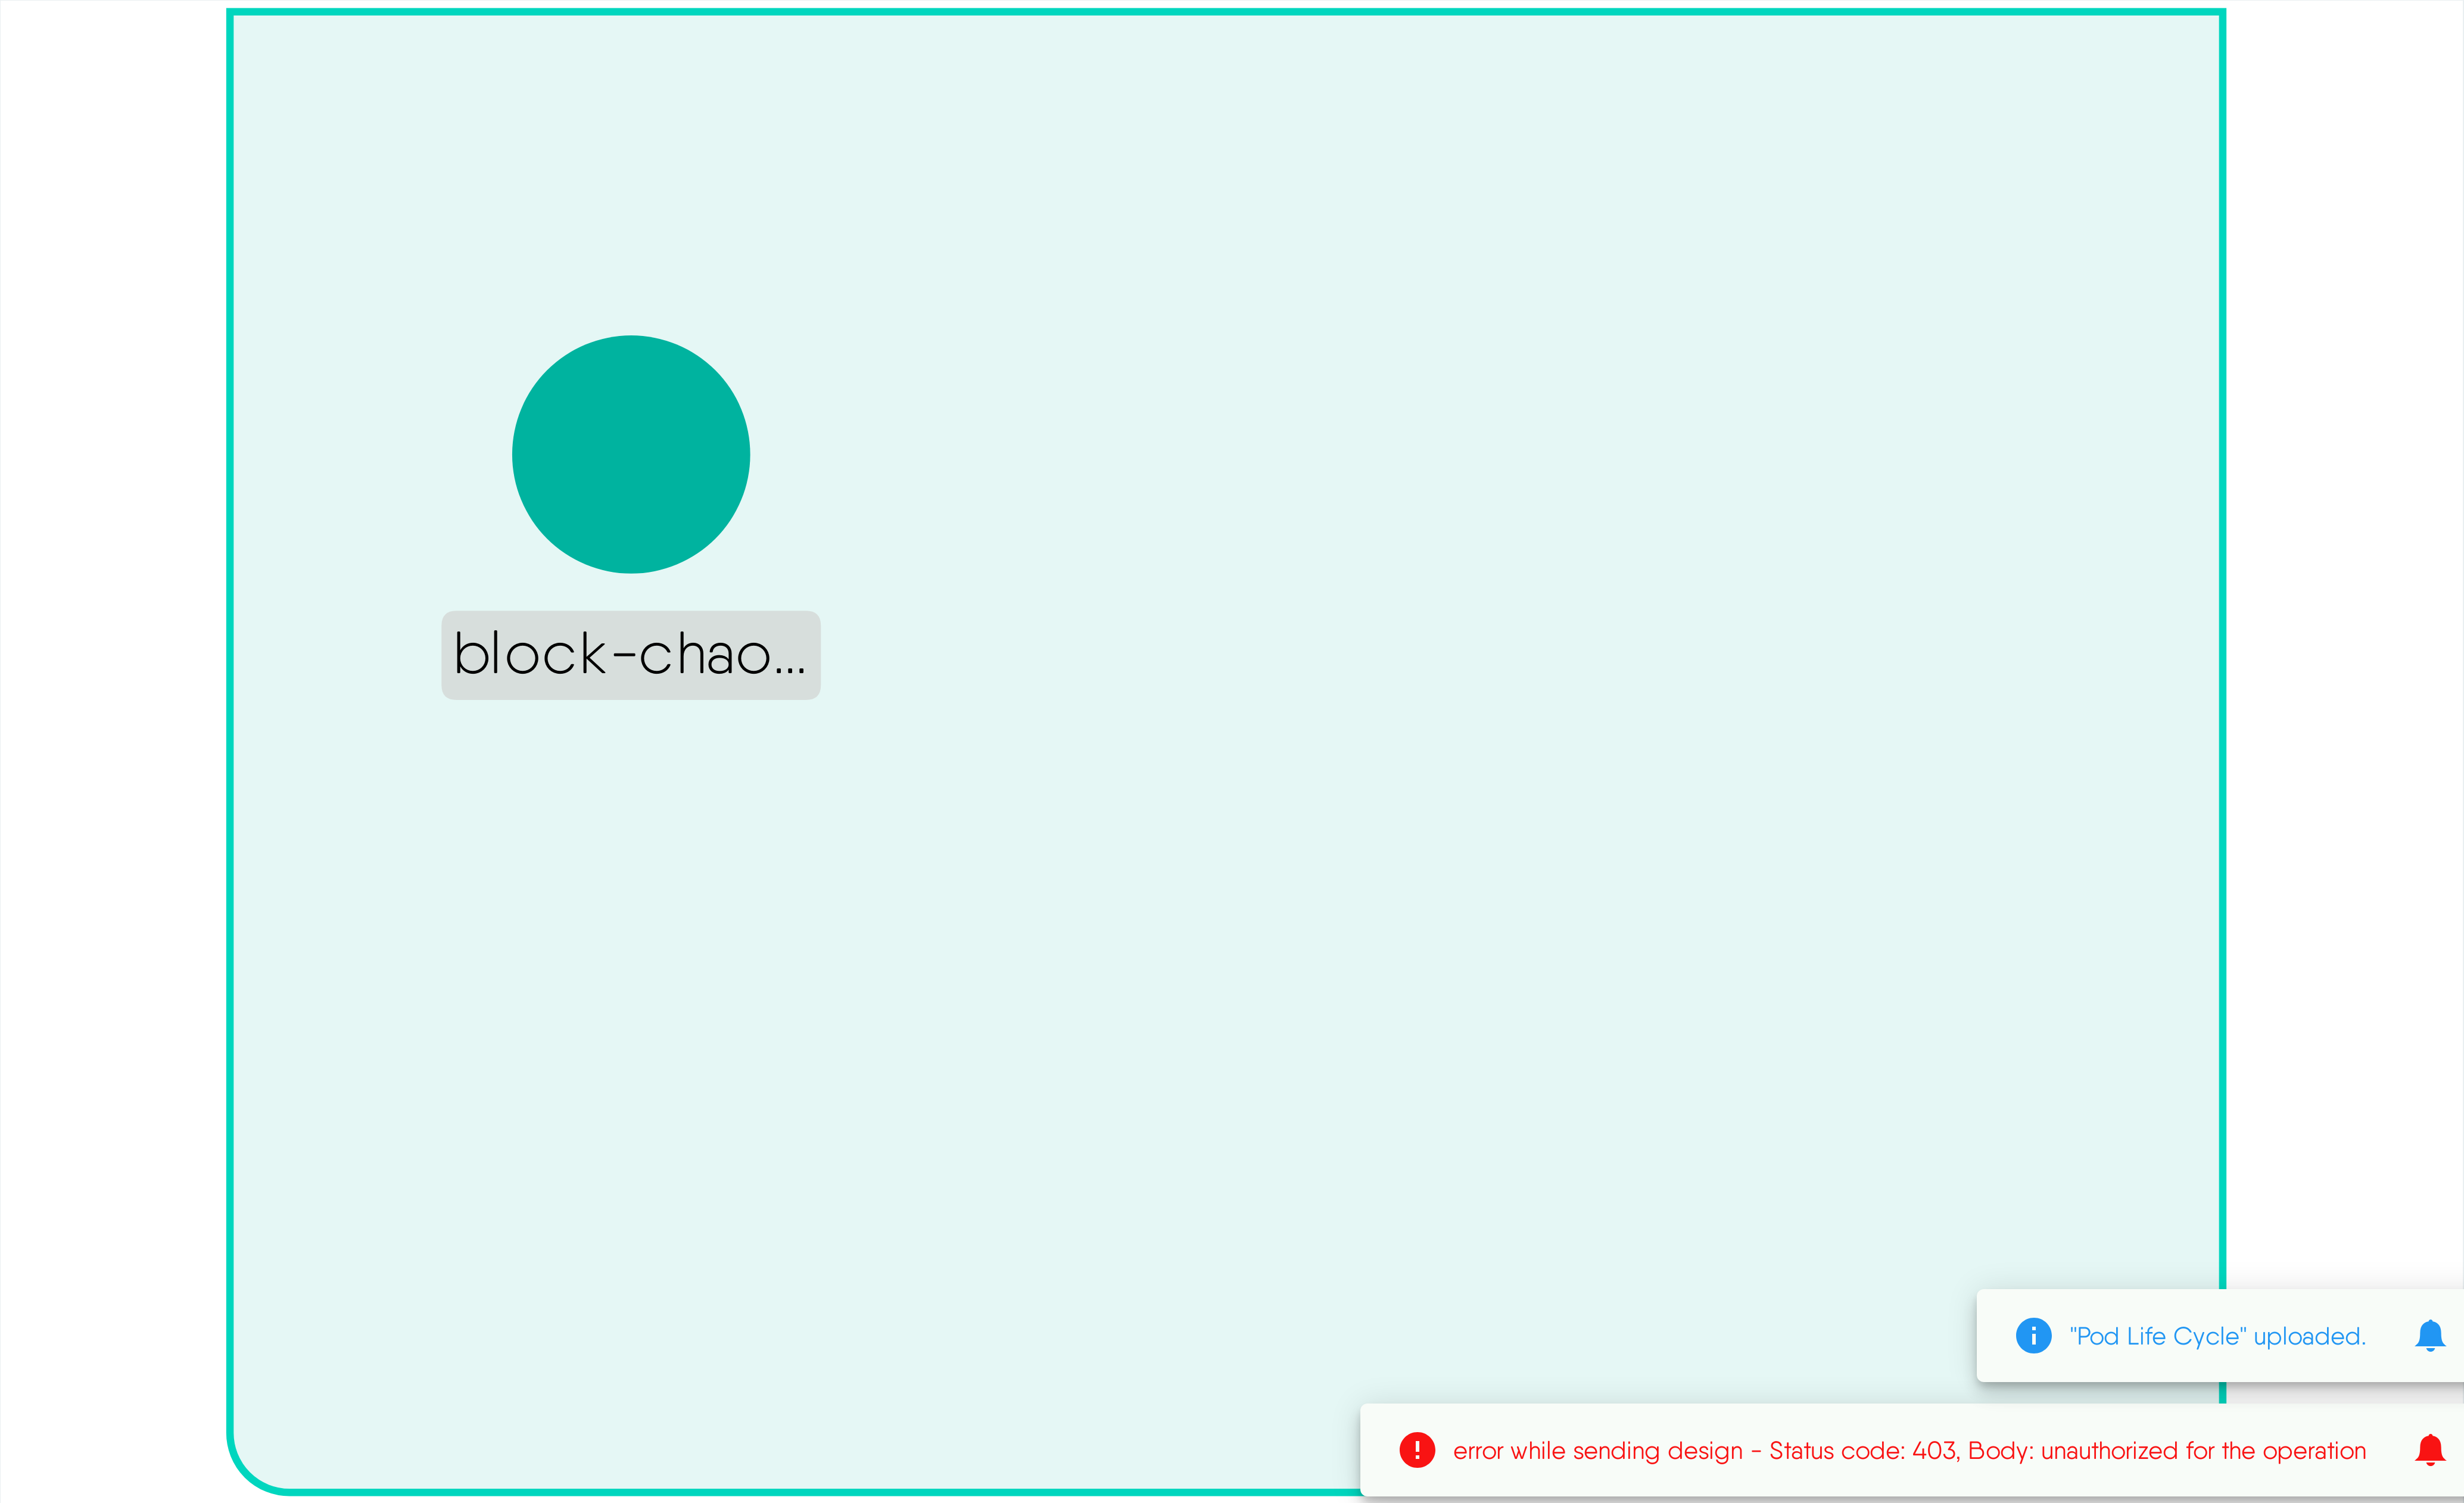 block-chao...
"Pod Life Cycle" uploaded.
error while sending design - Status code: 403, Body: unauthorized for the operation